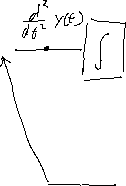 d²/dt² y(t) ∫